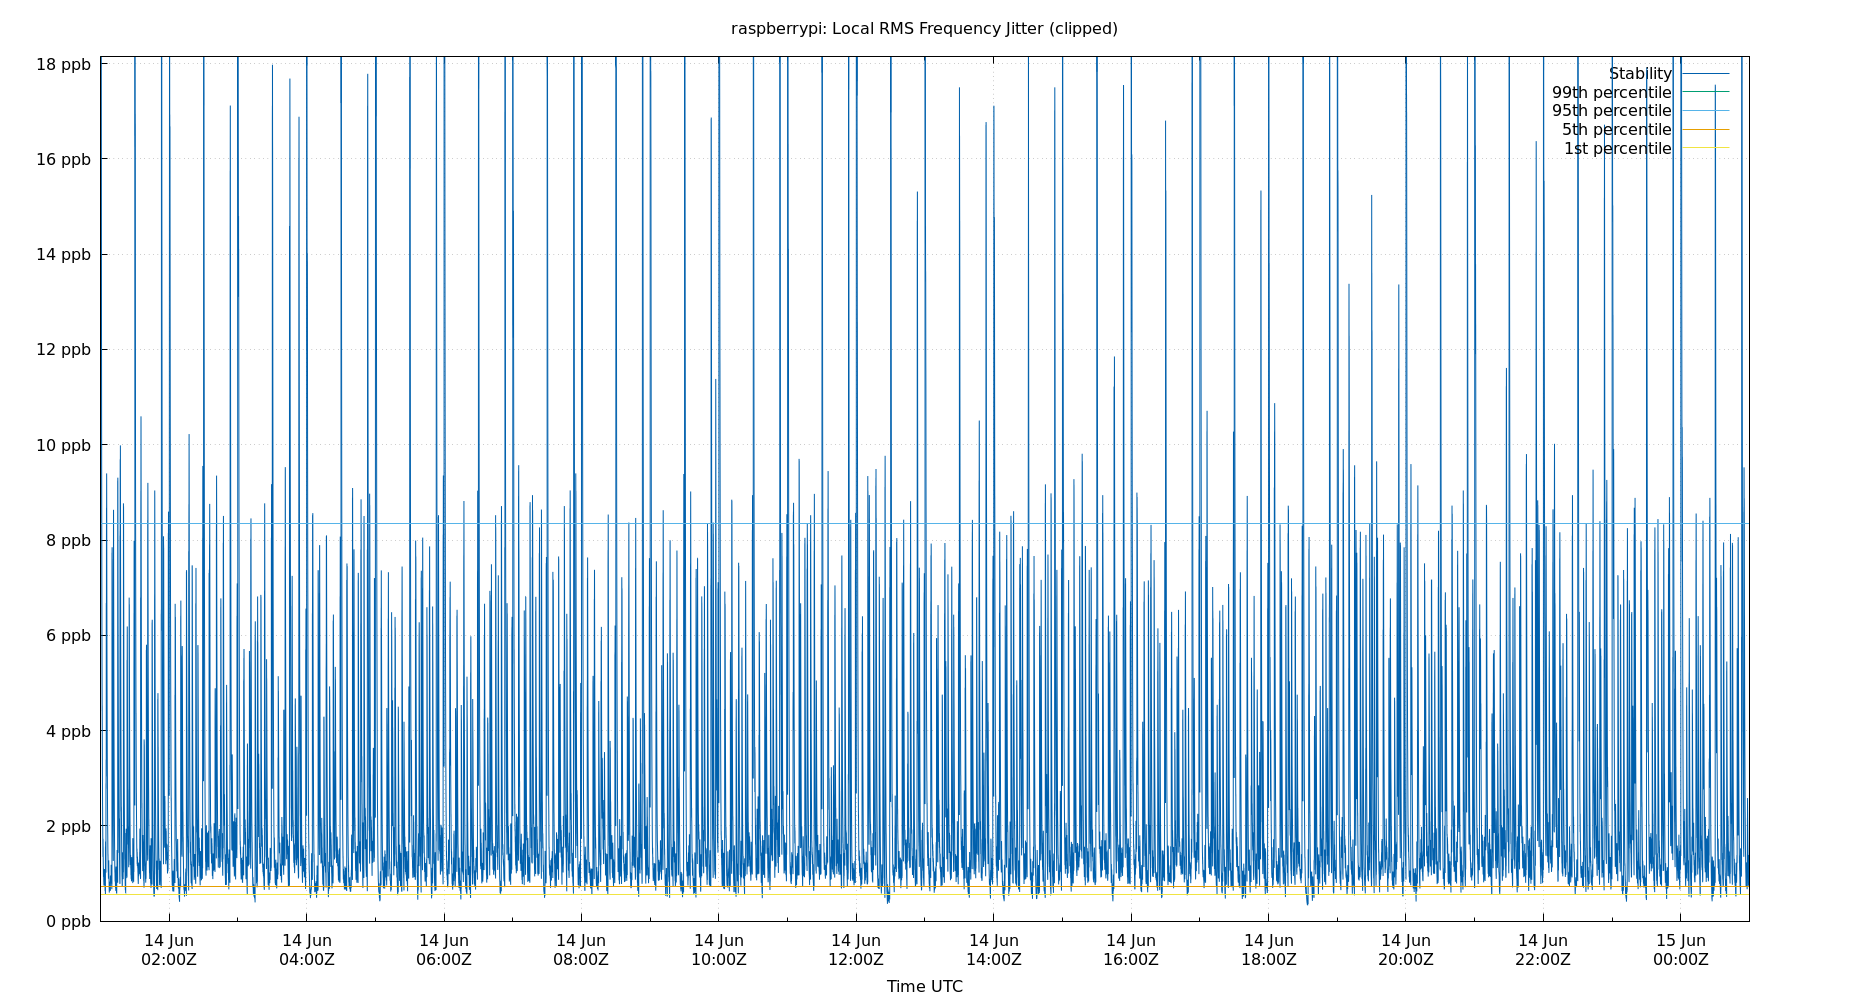 raspberrypi: Local RMS Frequency Jitter (clipped)
18 ppb
16 ppb
14 ppb
12 ppb
10 ppb
8 ppb
6 ppb
4 ppb
2 ppb
0 ppb
Stability
99th percentile
95th percentile
5th percentile
1st percentile
14 Jun 14 Jun 14 Jun 14 Jun 14 Jun 14 Jun 14 Jun 14 Jun 14 Jun 14 Jun 14 Jun 15 Jun
02:00Z 04:00Z 06:00Z 08:00Z 10:00Z 12:00Z 14:00Z 16:00Z 18:00Z 20:00Z 22:00Z 00:00Z
Time UTC